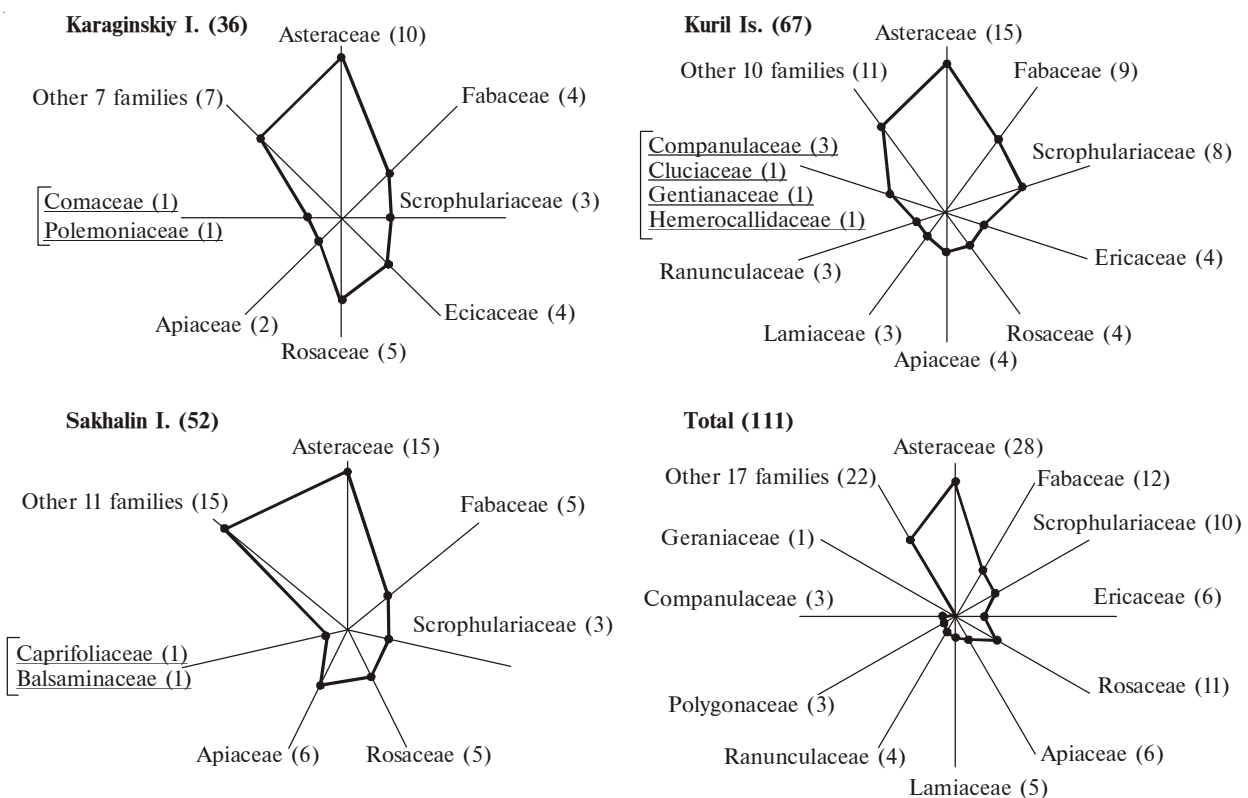 Karaginskiy I. (36)
Asteraceae (10)
Other 7 families (7)
Fabaceae (4)
Comaceae (1)
Polemoniaceae (1)
Scrophulariaceae (3)
Apiaceae (2)
Ecicaceae (4)
Rosaceae (5)
Kuril Is. (67)
Asteraceae (15)
Other 10 families (11)
Fabaceae (9)
Companulaceae (3)
Cluciaceae (1)
Gentianaceae (1)
Hemerocallidaceae (1)
Scrophulariaceae (8)
Ranunculaceae (3)
Ericaceae (4)
Lamiaceae (3)
Rosaceae (4)
Apiaceae (4)
Sakhalin I. (52)
Asteraceae (15)
Other 11 families (15)
Fabaceae (5)
Scrophulariaceae (3)
Caprifoliaceae (1)
Balsaminaceae (1)
Apiaceae (6)
Rosaceae (5)
Total (111)
Asteraceae (28)
Other 17 families (22)
Fabaceae (12)
Geraniaceae (1)
Scrophulariaceae (10)
Companulaceae (3)
Ericaceae (6)
Polygonaceae (3)
Rosaceae (11)
Ranunculaceae (4)
Apiaceae (6)
Lamiaceae (5)